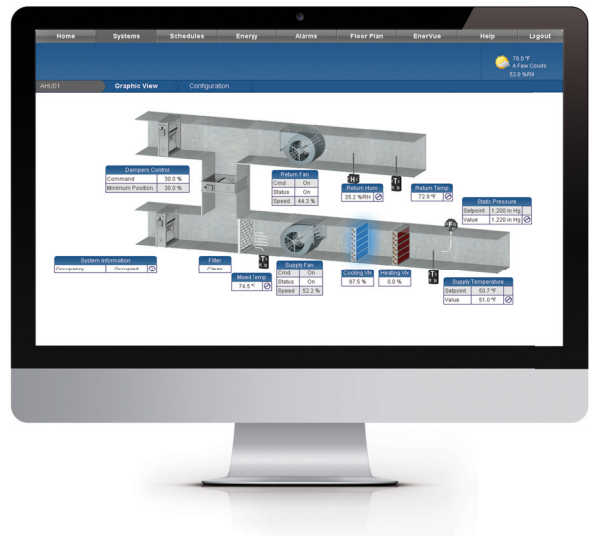 Home Systems Schedules Energy Alarms Floor Plan EnerVue Help Logout
78.0 °F
A Few Couds
52.0 %RH
AHU01 Graphic View Configuration
Dampers Control
Command 30.0 %
Minimum Position 30.0 %
Return Fan
Cmd On
Status On
Speed 44.3 %
H
Return Hum
35.2 %RH
T
Return Temp
72.9 °F
Static Pressure
Setpoint 1.200 in Hg
Value 1.220 in Hg
P
System Information
Occupancy Occupied
Filter
Clean
T
Mixed Temp.
74.5 °F
Supply Fan
Cmd On
Status On
Speed 52.2 %
Cooling Vlv
97.5 %
Heating Vlv
0.0 %
T
Supply Temperature
Setpoint 50.7 °F
Value 51.0 °F